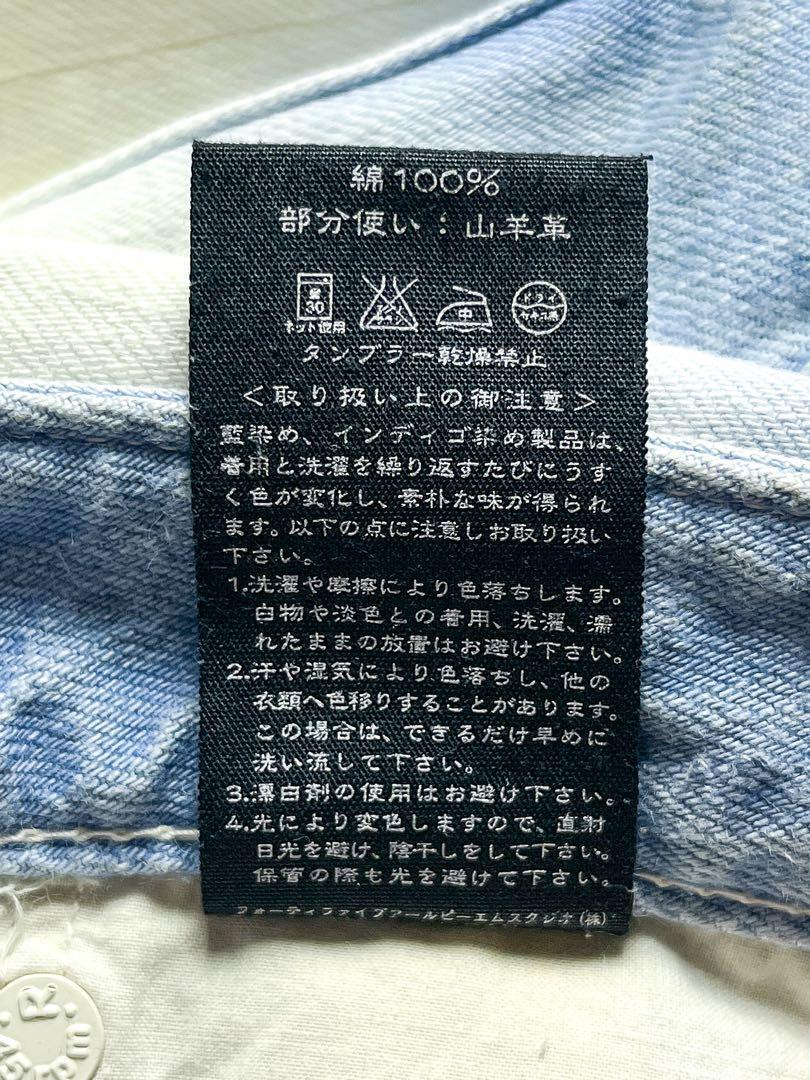 綿100%
部分使い：山羊革
30
中
ドライ
ネット使用
セキユ系
タンブラー乾燥禁止
＜取り扱い上の御注意＞
藍染め、インディゴ染め製品は、
着用と洗濯を繰り返すたびにうす
く色が変化し、素朴な味が得られ
ます。以下の点に注意しお取り扱い
下さい。
1.洗濯や摩擦により色落ちします。
白物や淡色との着用、洗濯、濡
れたままの放置はお避け下さい。
2.汗や湿気により色落ちし、他の
衣類へ色移りすることがあります。
この場合は、できるだけ早めに
洗い流して下さい。
3.漂白剤の使用はお避け下さい。
4.光により変色しますので、直射
日光を避け、陰干しをして下さい。
保管の際も光を避けて下さい。
フォーティファイブアールピーエムスタジオ(株)
R.